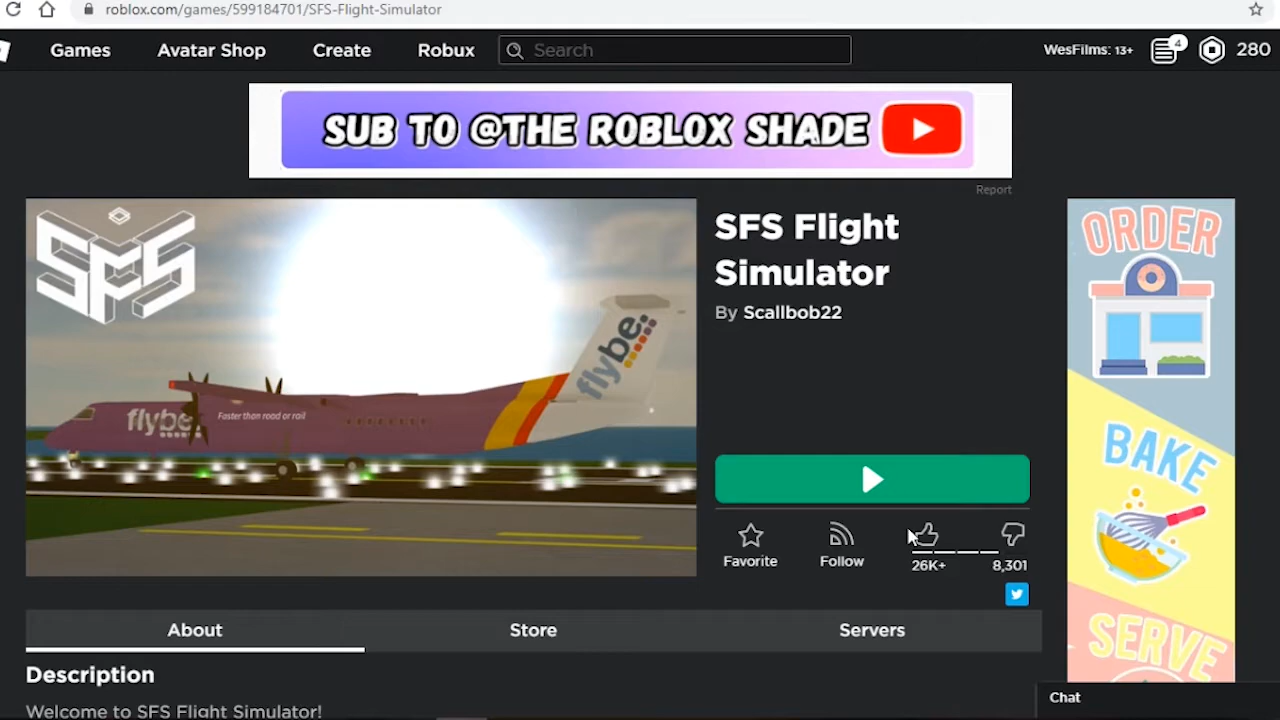 roblox.com/games/599184701/SFS-Flight-Simulator
Games Avatar Shop Create Robux Search WesFilms: 13+ 4 280
SUB TO @THE ROBLOX SHADE
Report
SFS
flybe.
Faster than road or rail
flybe.
SFS Flight
Simulator
By Scallbob22
Favorite Follow 26K+ 8,301
ORDER
BAKE
SERVE
About Store Servers
Description
Welcome to SFS Flight Simulator!
Chat